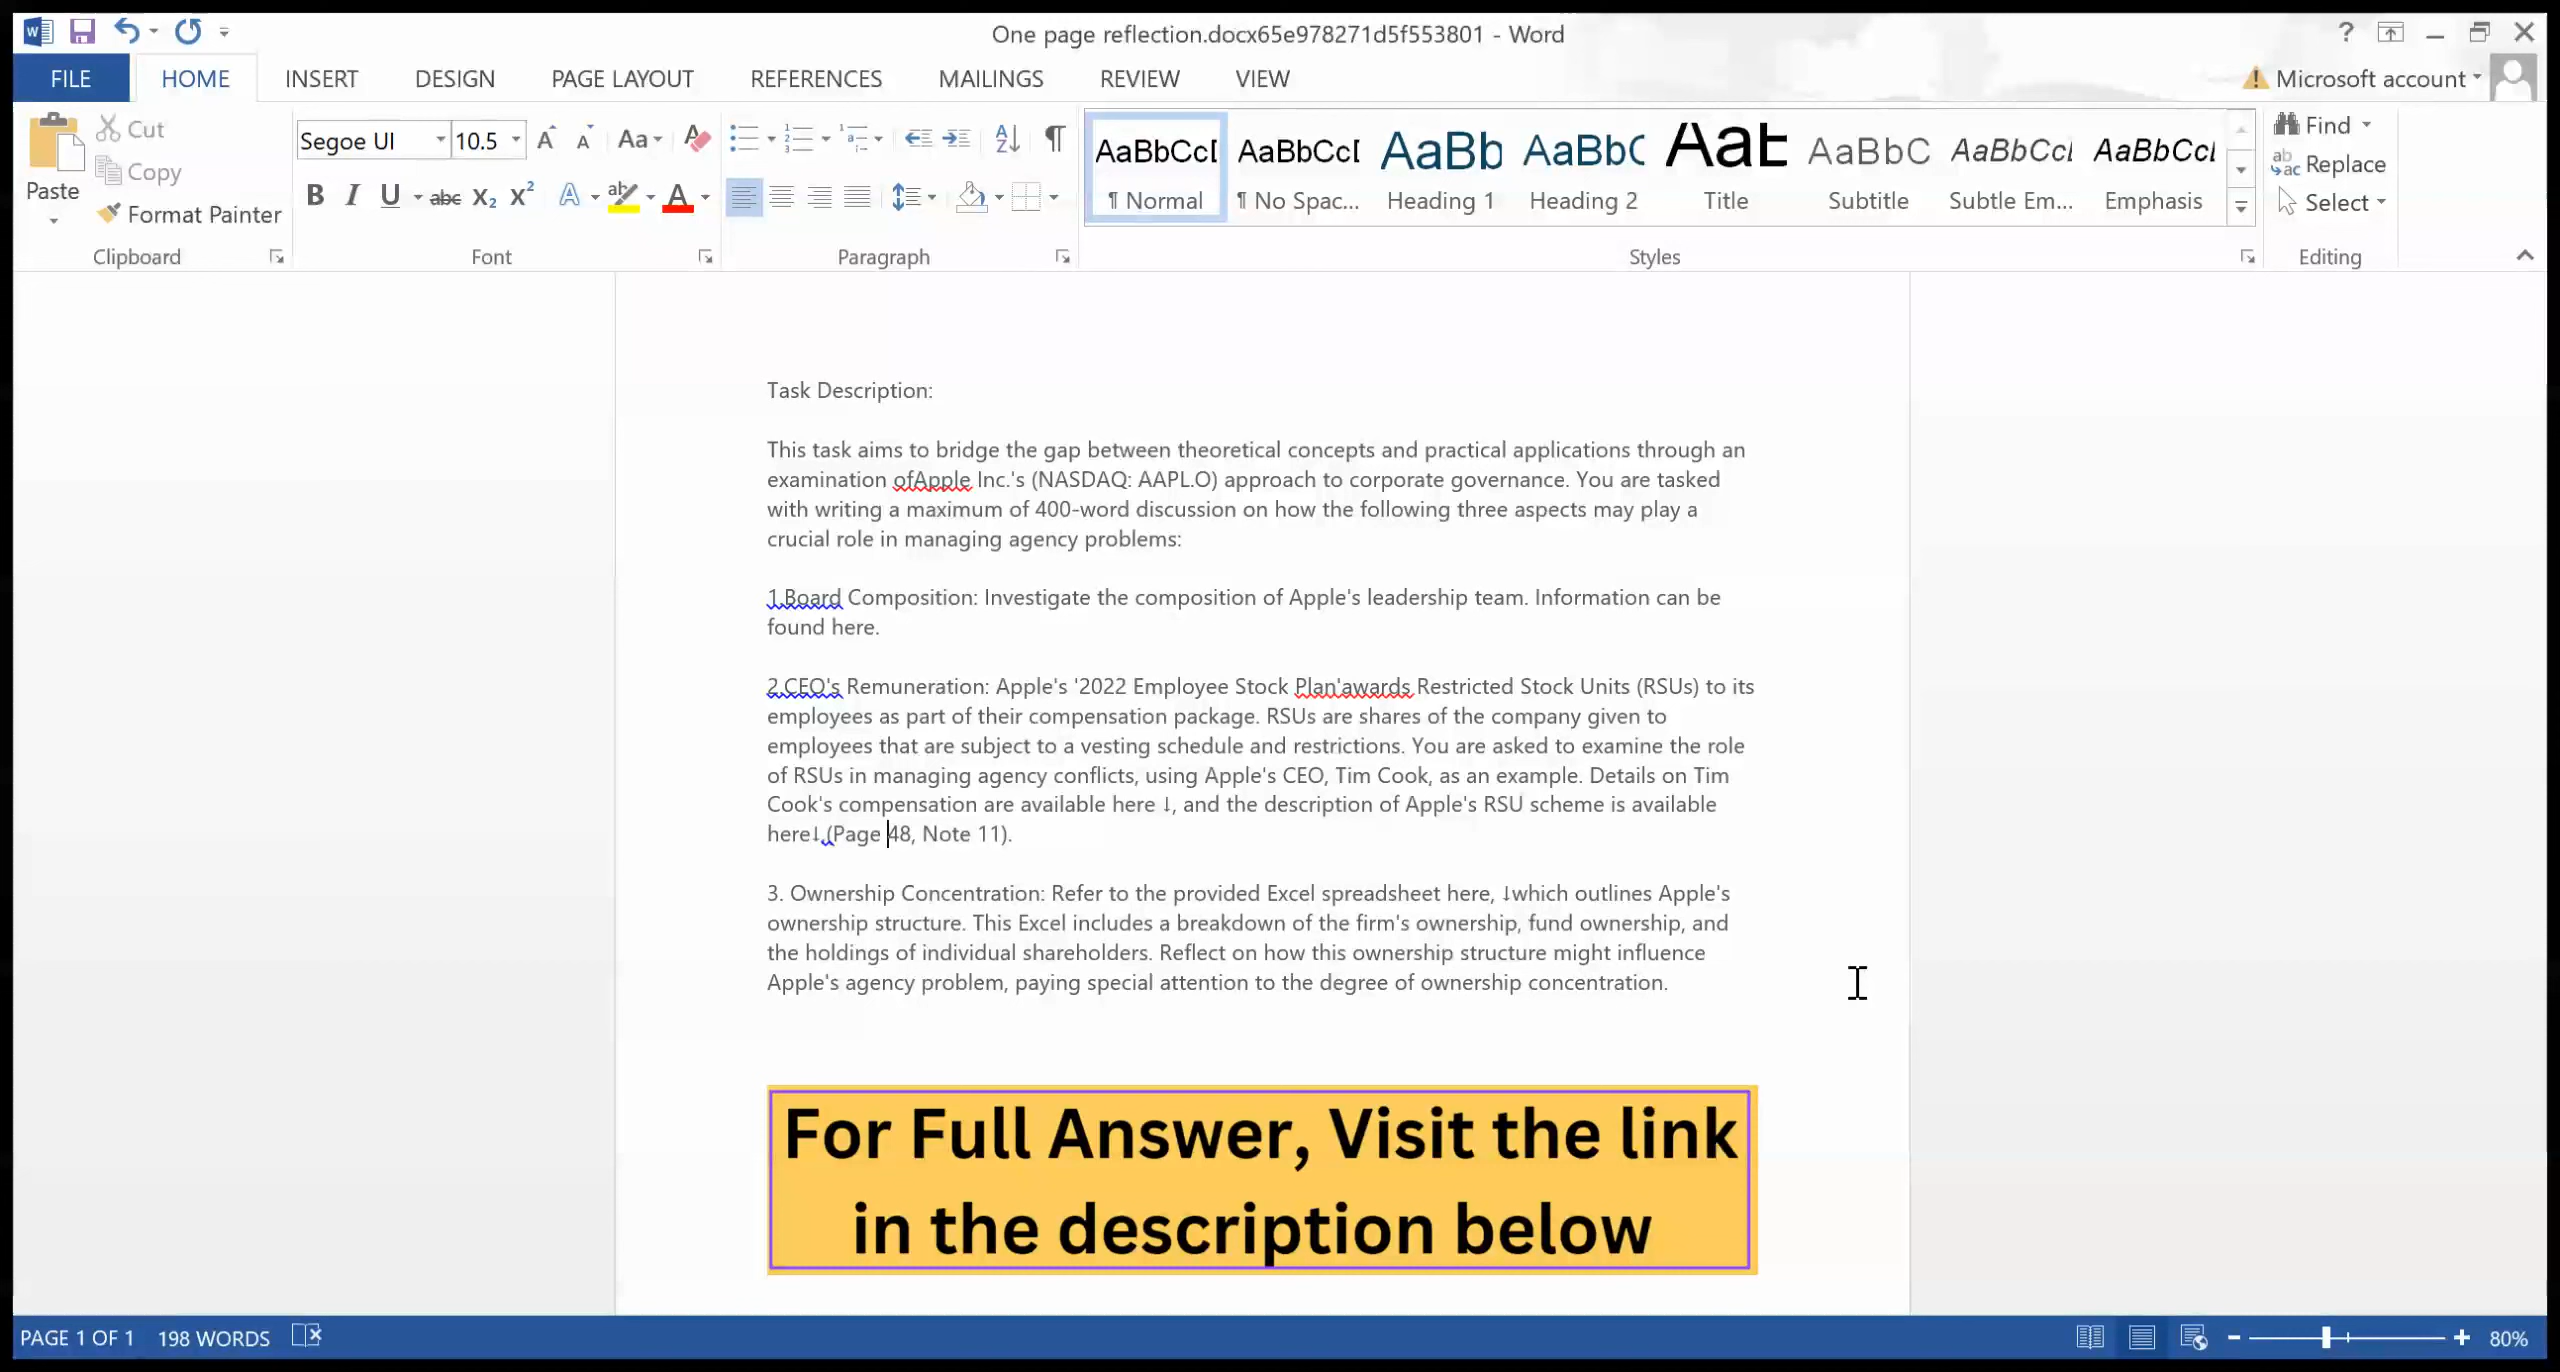 One page reflection.docx65e978271d5f553801 - Word
?
FILE HOME INSERT DESIGN PAGE LAYOUT REFERENCES MAILINGS REVIEW VIEW
Microsoft account
Paste
Cut
Copy
Format Painter
Clipboard
Segoe UI 10.5
Font
Paragraph
AaBbCcI AaBbCcI AaBb AaBbC AaB AaBbC AaBbCcI AaBbCcI
¶ Normal ¶ No Spac... Heading 1 Heading 2 Title Subtitle Subtle Em... Emphasis
Styles
Find
Replace
Select
Editing
Task Description:
This task aims to bridge the gap between theoretical concepts and practical applications through an
examination ofApple Inc.'s (NASDAQ: AAPL.O) approach to corporate governance. You are tasked
with writing a maximum of 400-word discussion on how the following three aspects may play a
crucial role in managing agency problems:
1.Board Composition: Investigate the composition of Apple's leadership team. Information can be
found here.
2.CEO's Remuneration: Apple's '2022 Employee Stock Plan'awards Restricted Stock Units (RSUs) to its
employees as part of their compensation package. RSUs are shares of the company given to
employees that are subject to a vesting schedule and restrictions. You are asked to examine the role
of RSUs in managing agency conflicts, using Apple's CEO, Tim Cook, as an example. Details on Tim
Cook's compensation are available here ↓, and the description of Apple's RSU scheme is available
here↓.(Page 48, Note 11).
3. Ownership Concentration: Refer to the provided Excel spreadsheet here, ↓which outlines Apple's
ownership structure. This Excel includes a breakdown of the firm's ownership, fund ownership, and
the holdings of individual shareholders. Reflect on how this ownership structure might influence
Apple's agency problem, paying special attention to the degree of ownership concentration.
For Full Answer, Visit the link
in the description below
PAGE 1 OF 1 198 WORDS 80%